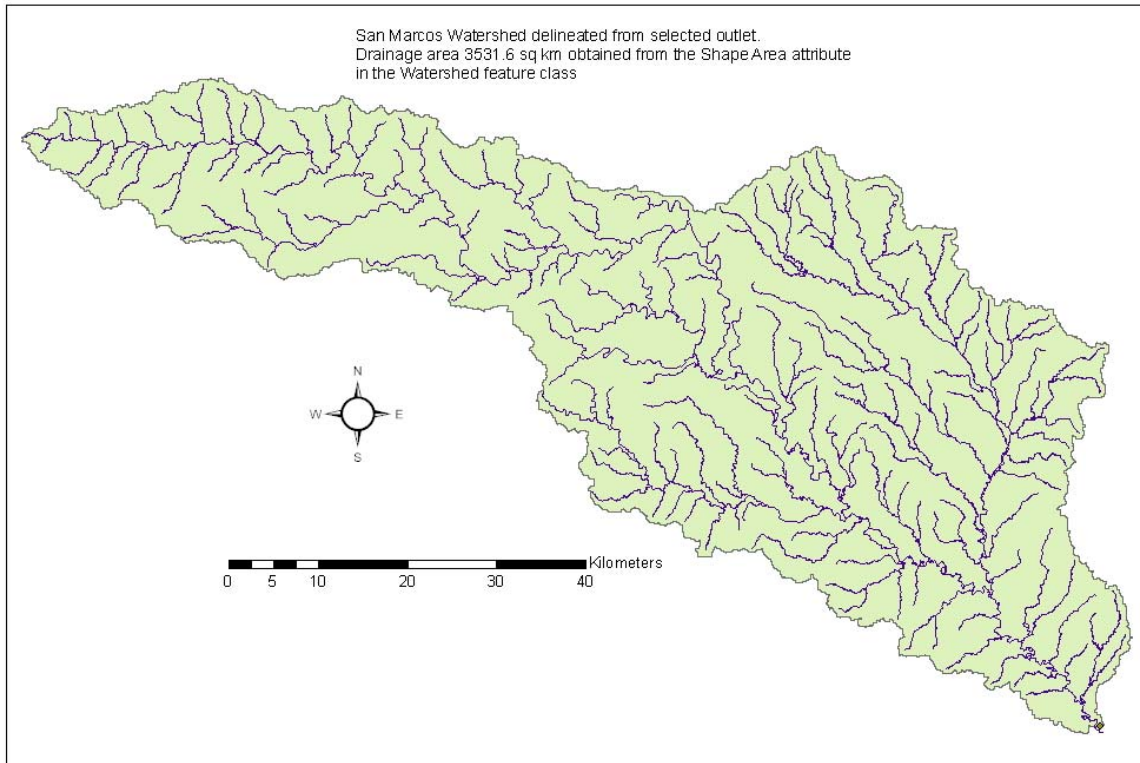 San Marcos Watershed delineated from selected outlet.
Drainage area 3531.6 sq km obtained from the Shape Area attribute
in the Watershed feature class
N
W E
S
Kilometers
0 5 10 20 30 40